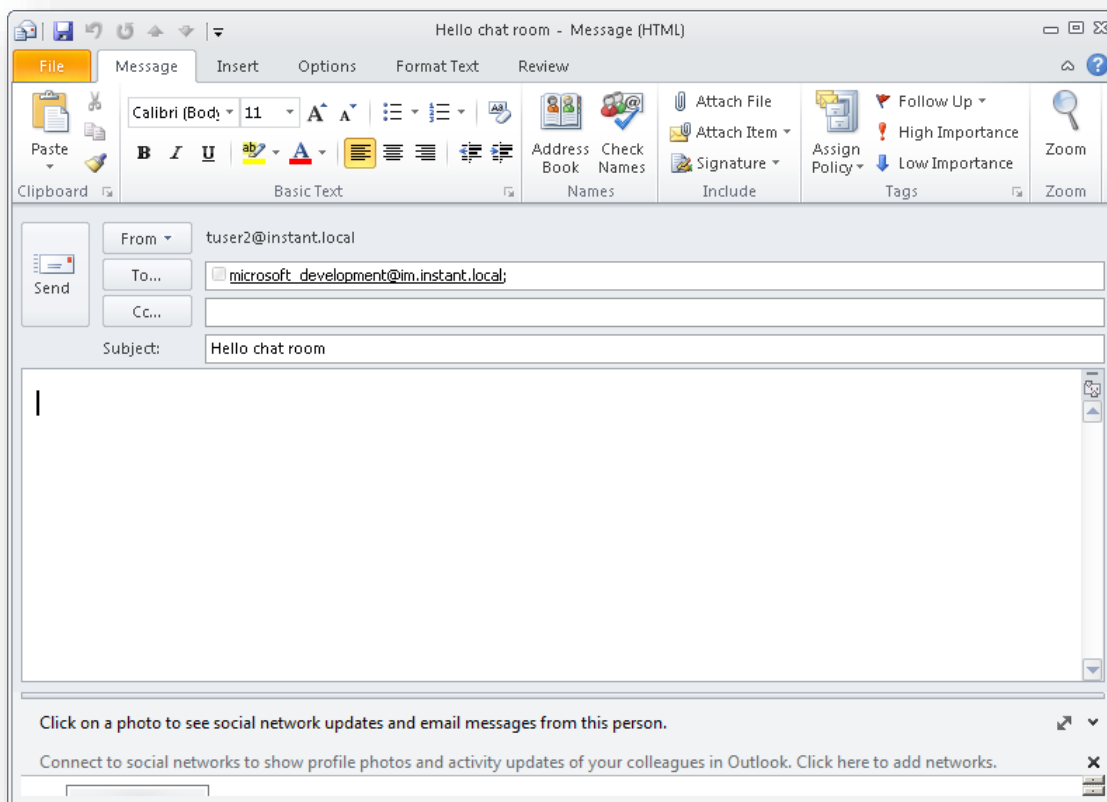 Hello chat room - Message (HTML)
File Message Insert Options Format Text Review
Calibri (Body 11
Paste
B I U
Address Book
Check Names
Attach File
Attach Item
Signature
Assign Policy
Follow Up
High Importance
Low Importance
Zoom
Clipboard Basic Text Names Include Tags Zoom
Send
From tuser2@instant.local
To... microsoft_development@im.instant.local;
Cc...
Subject: Hello chat room
Click on a photo to see social network updates and email messages from this person.
Connect to social networks to show profile photos and activity updates of your colleagues in Outlook. Click here to add networks.